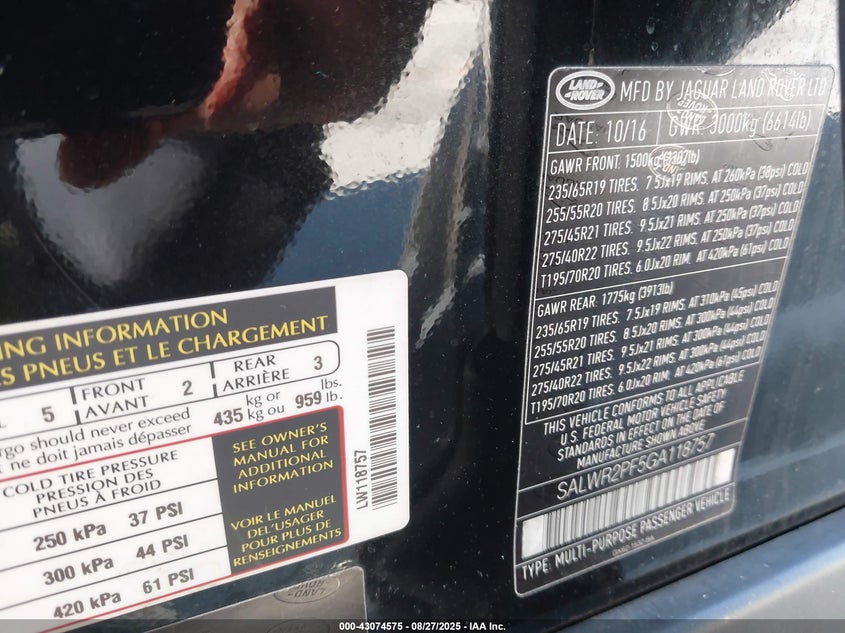 LAND ROVER
MFD BY JAGUAR LAND ROVER LTD
DATE: 10/16 GWR 3000kg (6614lb)
GAWR FRONT. 1500kg (3307lb)
235/65R19 TIRES. 7.5Jx19 RIMS. AT 260kPa (38psi) COLD
255/55R20 TIRES. 8.5Jx20 RIMS. AT 250kPa (37psi) COLD
275/45R21 TIRES. 9.5Jx21 RIMS. AT 250kPa (37psi) COLD
275/40R22 TIRES. 9.5Jx22 RIMS. AT 250kPa (37psi) COLD
T195/70R20 TIRES. 6.0Jx20 RIM. AT 420kPa (61psi) COLD
GAWR REAR: 1775kg (3913lb)
235/65R19 TIRES. 7.5Jx19 RIMS. AT 310kPa (45psi) COLD
255/55R20 TIRES. 8.5Jx20 RIMS. AT 300kPa (44psi) COLD
275/45R21 TIRES. 9.5Jx21 RIMS. AT 300kPa (44psi) COLD
275/40R22 TIRES. 9.5Jx22 RIMS. AT 300kPa (44psi) COLD
T195/70R20 TIRES. 6.0Jx20 RIM. AT 420kPa (61psi) COLD
THIS VEHICLE CONFORMS TO ALL APPLICABLE
U.S. FEDERAL MOTOR VEHICLE SAFETY
STANDARDS IN EFFECT ON THE DATE OF
MANUFACTURE SHOWN ABOVE
SALWR2PF5GA118757
TYPE: MULTI-PURPOSE PASSENGER VEHICLE
ING INFORMATION
S PNEUS ET LE CHARGEMENT
L 5 FRONT AVANT 2 REAR ARRIÈRE 3
rgo should never exceed
t ne doit jamais dépasser
435 kg or kg ou 959 lbs. lb.
COLD TIRE PRESSURE
PRESSION DES
PNEUS À FROID
250 kPa 37 PSI
300 kPa 44 PSI
420 kPa 61 PSI
SEE OWNER'S
MANUAL FOR
ADDITIONAL
INFORMATION
VOIR LE MANUEL
DEL'USAGER
POUR PLUS DE
RENSEIGNEMENTS
LW118757
LAND ROVER
000-43074575 - 08/27/2025 - IAA Inc.